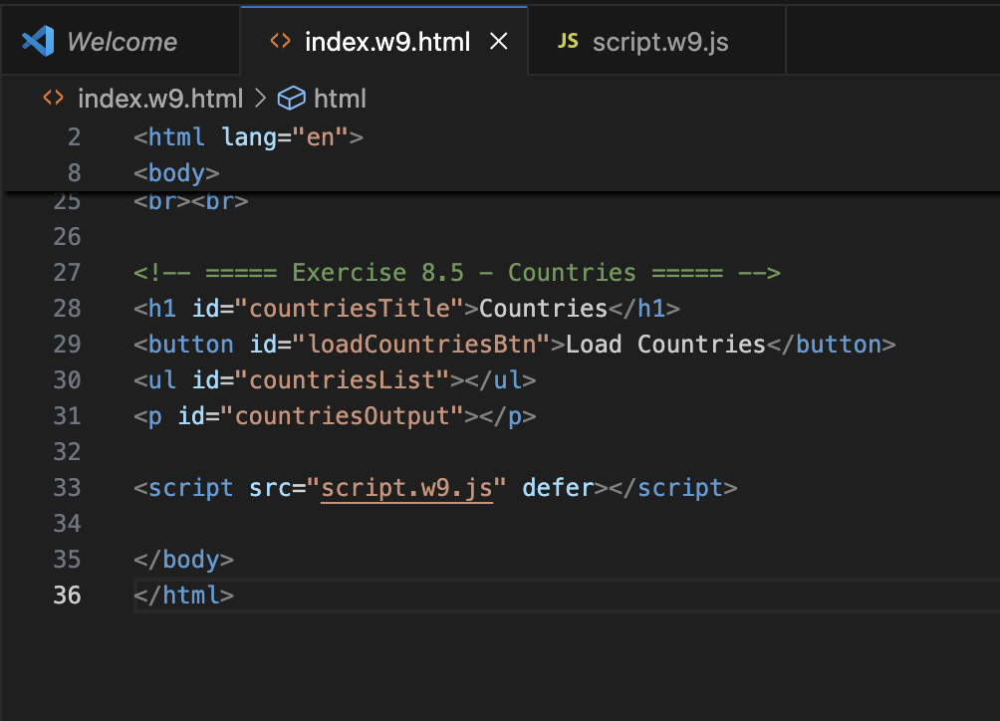 Welcome
<> index.w9.html ×
JS script.w9.js
<> index.w9.html > html
2 <html lang="en">
8 <body>
25 <br><br>
26
27 <!-- ===== Exercise 8.5 - Countries ===== -->
28 <h1 id="countriesTitle">Countries</h1>
29 <button id="loadCountriesBtn">Load Countries</button>
30 <ul id="countriesList"></ul>
31 <p id="countriesOutput"></p>
32
33 <script src="script.w9.js" defer></script>
34
35 </body>
36 </html>